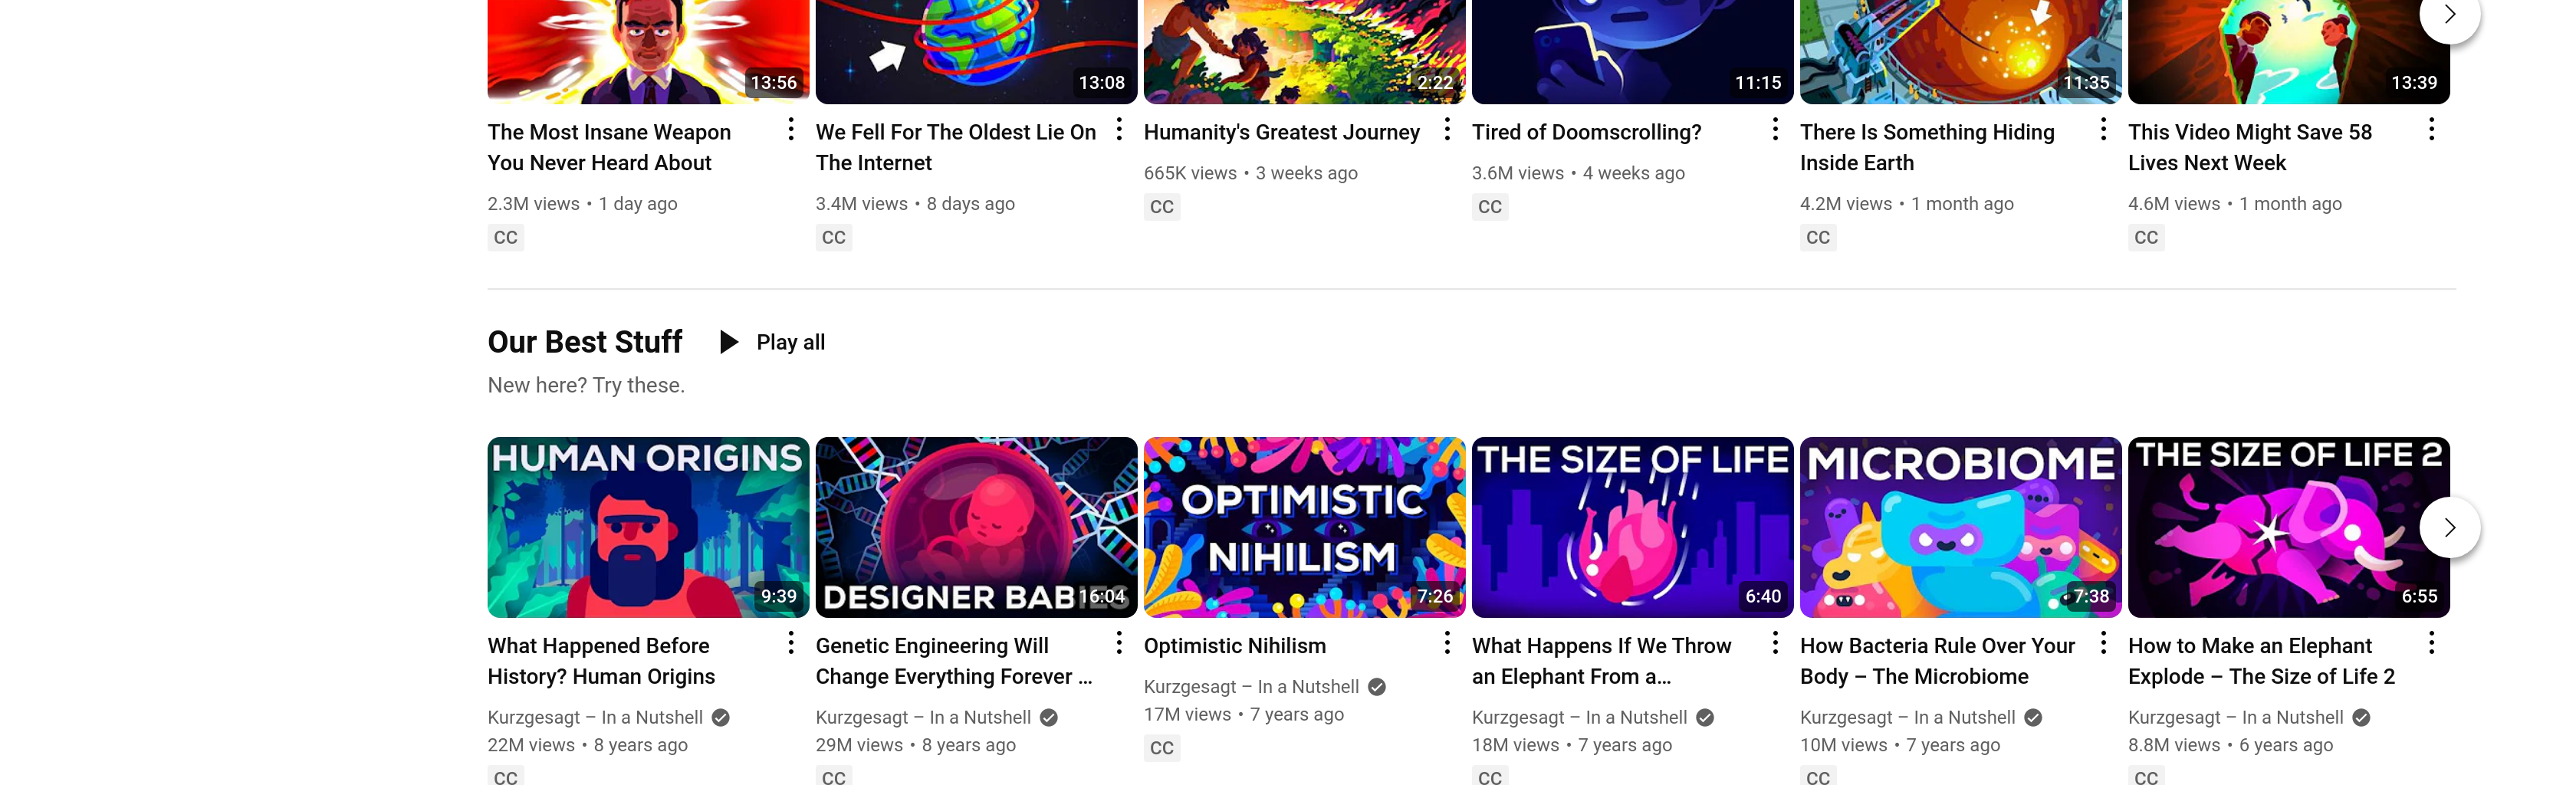 13:56
13:08
2:22
11:15
11:35
13:39
The Most Insane Weapon
You Never Heard About
2.3M views • 1 day ago
CC
We Fell For The Oldest Lie On
The Internet
3.4M views • 8 days ago
CC
Humanity's Greatest Journey
665K views • 3 weeks ago
CC
Tired of Doomscrolling?
3.6M views • 4 weeks ago
CC
There Is Something Hiding
Inside Earth
4.2M views • 1 month ago
CC
This Video Might Save 58
Lives Next Week
4.6M views • 1 month ago
CC
Our Best Stuff
Play all
New here? Try these.
HUMAN ORIGINS
9:39
What Happened Before
History? Human Origins
Kurzgesagt – In a Nutshell
22M views • 8 years ago
CC
DESIGNER BABIES
16:04
Genetic Engineering Will
Change Everything Forever ...
Kurzgesagt – In a Nutshell
29M views • 8 years ago
CC
OPTIMISTIC
NIHILISM
7:26
Optimistic Nihilism
Kurzgesagt – In a Nutshell
17M views • 7 years ago
CC
THE SIZE OF LIFE
6:40
What Happens If We Throw
an Elephant From a...
Kurzgesagt – In a Nutshell
18M views • 7 years ago
CC
MICROBIOME
7:38
How Bacteria Rule Over Your
Body – The Microbiome
Kurzgesagt – In a Nutshell
10M views • 7 years ago
CC
THE SIZE OF LIFE 2
6:55
How to Make an Elephant
Explode – The Size of Life 2
Kurzgesagt – In a Nutshell
8.8M views • 6 years ago
CC